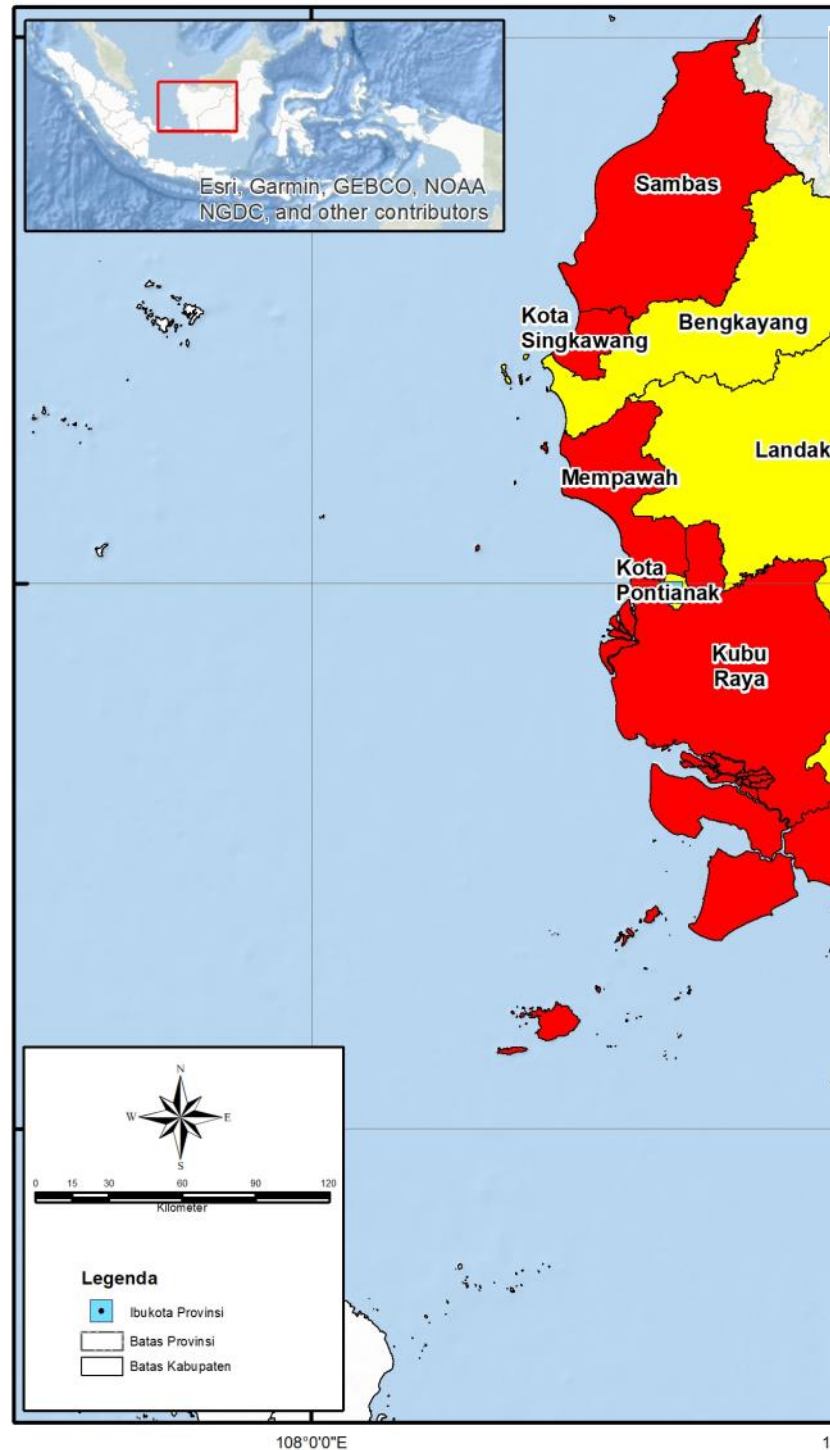 Esri, Garmin, GEBCO, NOAA
NGDC, and other contributors
Sambas
Kota
Singkawang
Bengkayang
Landak
Mempawah
Kota
Pontianak
Kubu
Raya
N
W E
S
0 15 30 60 90 120
Kilometer
Legenda
Ibukota Provinsi
Batas Provinsi
Batas Kabupaten
108°0'0"E
1